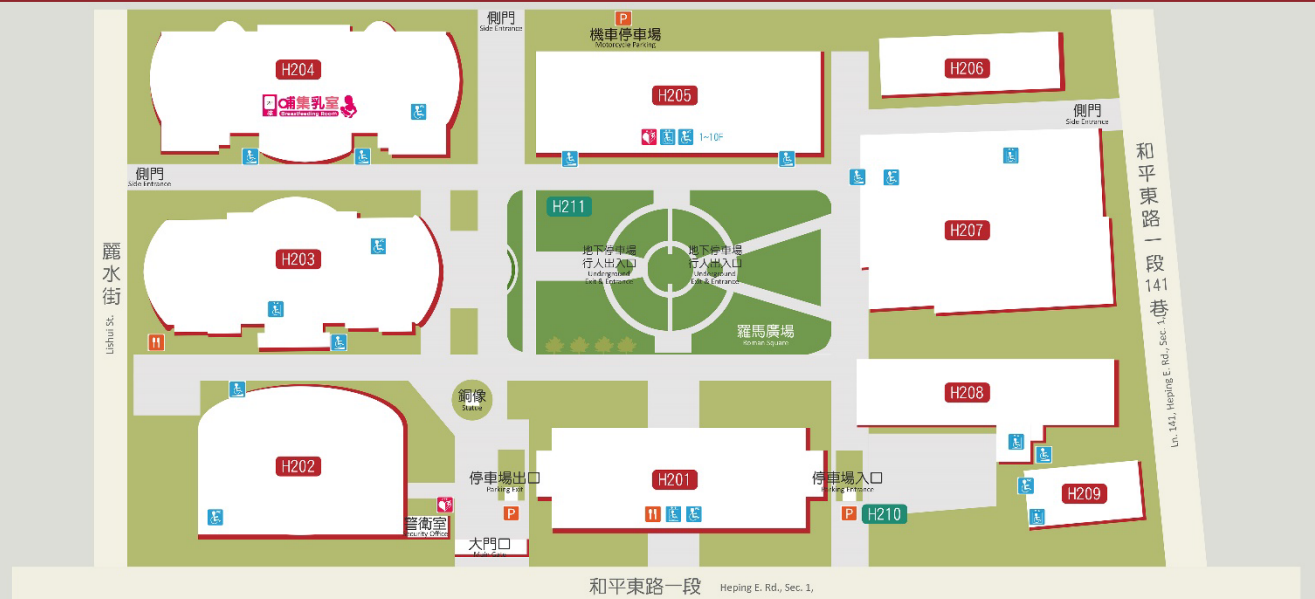 側門
Side Entrance
P
機車停車場
Motorcycle Parking
H204
哺集乳室
Breastfeeding Room
H205
1~10F
H206
側門
Side Entrance
側門
Side Entrance
H211
H203
地下停車場
行人出入口
Underground
Exit & Entrance
地下停車場
行人出入口
Underground
Exit & Entrance
羅馬廣場
Roman Square
H207
麗水街
Lishui St.
和平東路一段141巷
Ln. 141, Heping E. Rd., Sec. 1,
銅像
Statue
H208
H202
停車場出口
Parking Exit
P
H201
停車場入口
Parking Entrance
P
H210
H209
警衛室
Security Office
大門口
Main Gate
和平東路一段 Heping E. Rd., Sec. 1,